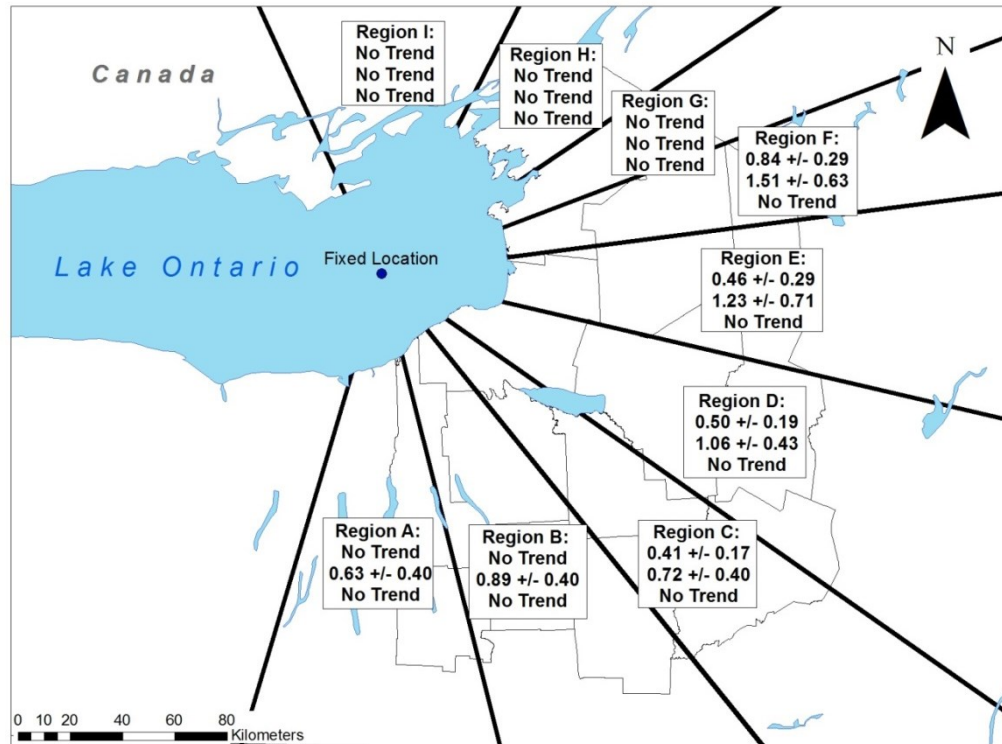 Region I:
No Trend
No Trend
No Trend
Region H:
No Trend
No Trend
No Trend
Region G:
No Trend
No Trend
No Trend
Region F:
0.84 +/- 0.29
1.51 +/- 0.63
No Trend
N
Canada
Lake Ontario
Fixed Location
Region E:
0.46 +/- 0.29
1.23 +/- 0.71
No Trend
Region D:
0.50 +/- 0.19
1.06 +/- 0.43
No Trend
Region A:
No Trend
0.63 +/- 0.40
No Trend
Region B:
No Trend
0.89 +/- 0.40
No Trend
Region C:
0.41 +/- 0.17
0.72 +/- 0.40
No Trend
0 10 20 40 60 80
Kilometers